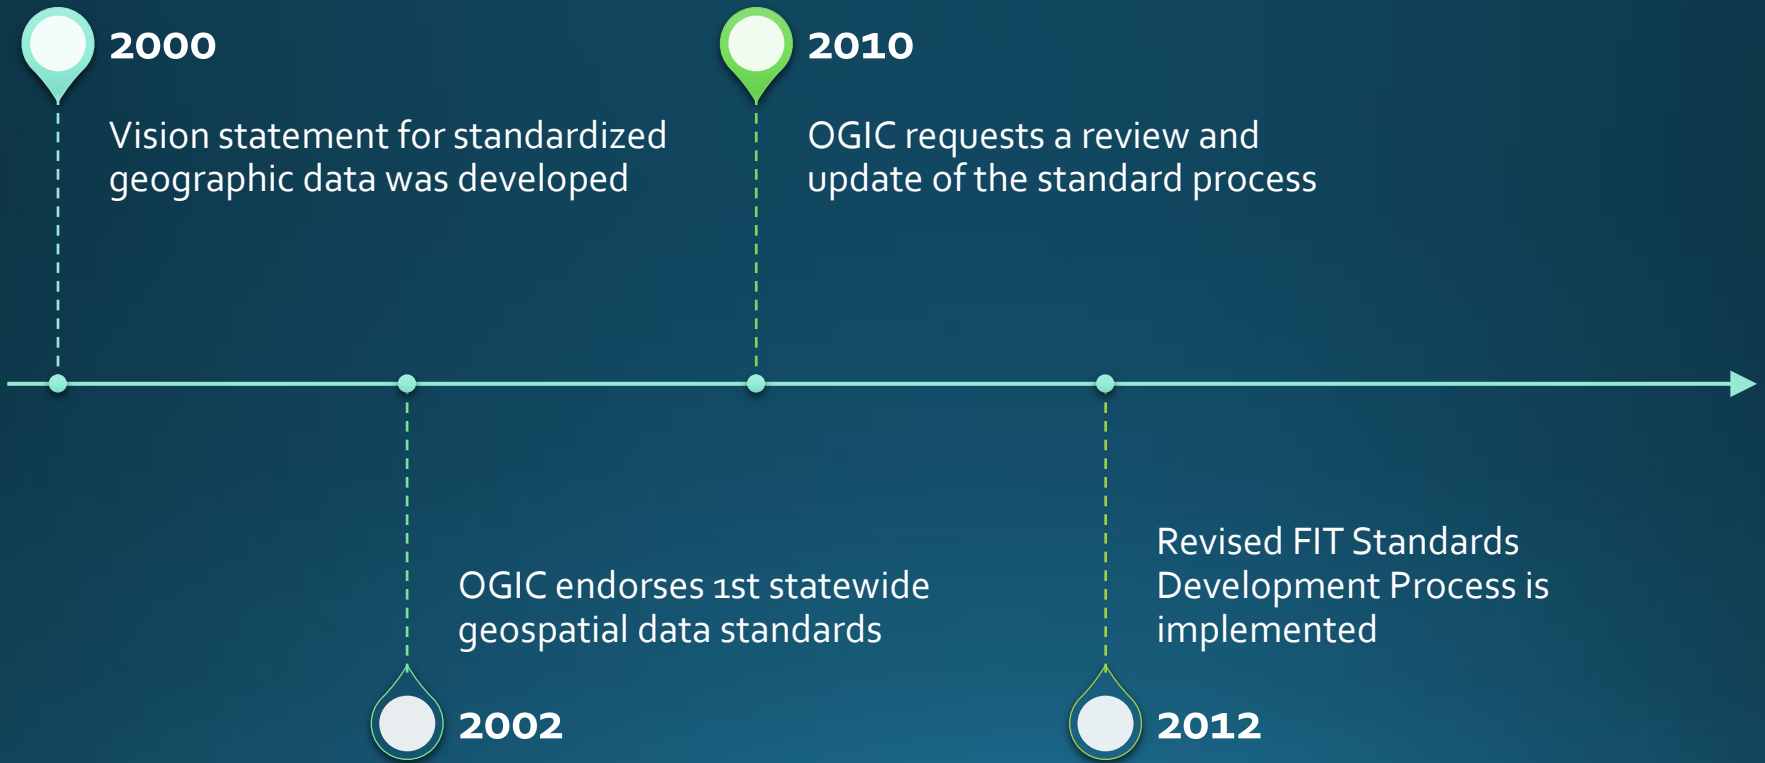 2000
Vision statement for standardized
geographic data was developed
2010
OGIC requests a review and
update of the standard process
OGIC endorses 1st statewide
geospatial data standards
2002
Revised FIT Standards
Development Process is
implemented
2012